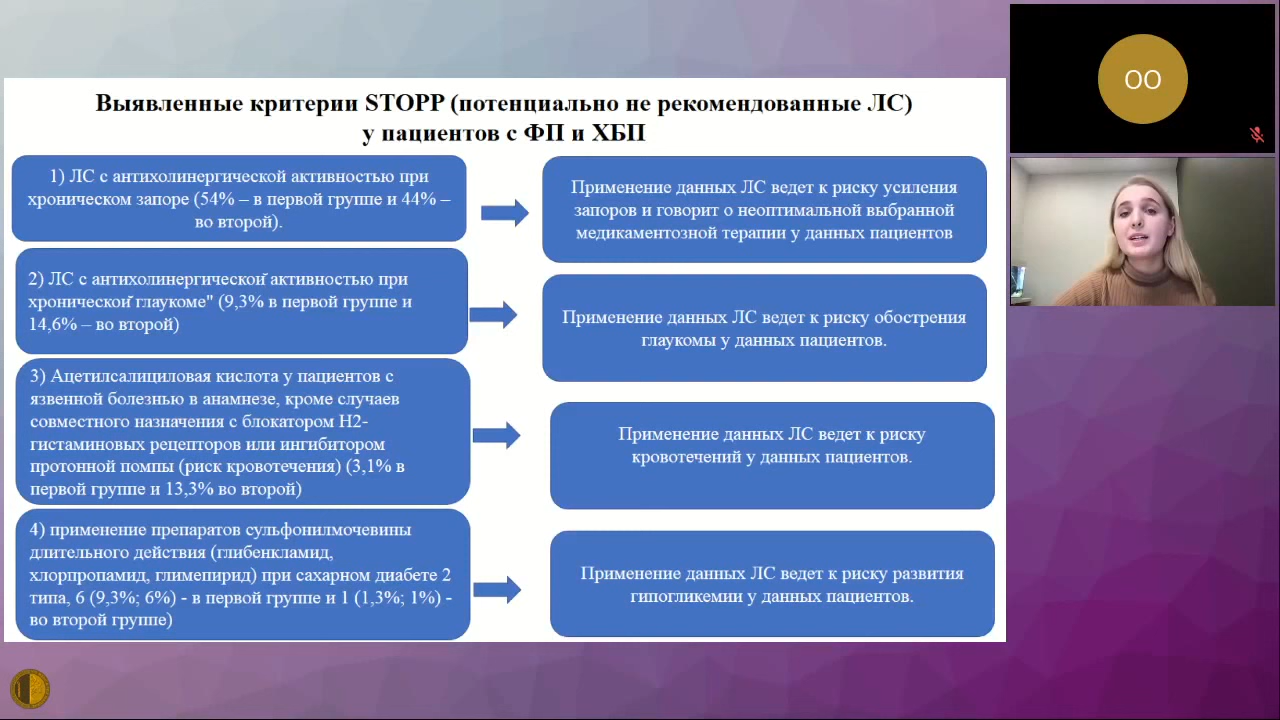 Выявленные критерии STOPP (потенциально не рекомендованные ЛС)
у пациентов с ФП и ХБП
1) ЛС с антихолинергической активностью при
хроническом запоре (54% – в первой группе и 44% –
во второй).
Применение данных ЛС ведет к риску усиления
запоров и говорит о неоптимальной выбранной
медикаментозной терапии у данных пациентов
2) ЛС с антихолинергической активностью при
хронической глаукоме" (9,3% в первой группе и
14,6% – во второй)
Применение данных ЛС ведет к риску обострения
глаукомы у данных пациентов.
3) Ацетилсалициловая кислота у пациентов с
язвенной болезнью в анамнезе, кроме случаев
совместного назначения с блокатором Н2-
гистаминовых рецепторов или ингибитором
протонной помпы (риск кровотечения) (3,1% в
первой группе и 13,3% во второй)
Применение данных ЛС ведет к риску
кровотечений у данных пациентов.
4) применение препаратов сульфонилмочевины
длительного действия (глибенкламид,
хлорпропамид, глимепирид) при сахарном диабете 2
типа, 6 (9,3%; 6%) - в первой группе и 1 (1,3%; 1%) -
во второй группе)
Применение данных ЛС ведет к риску развития
гипогликемии у данных пациентов.
ОО